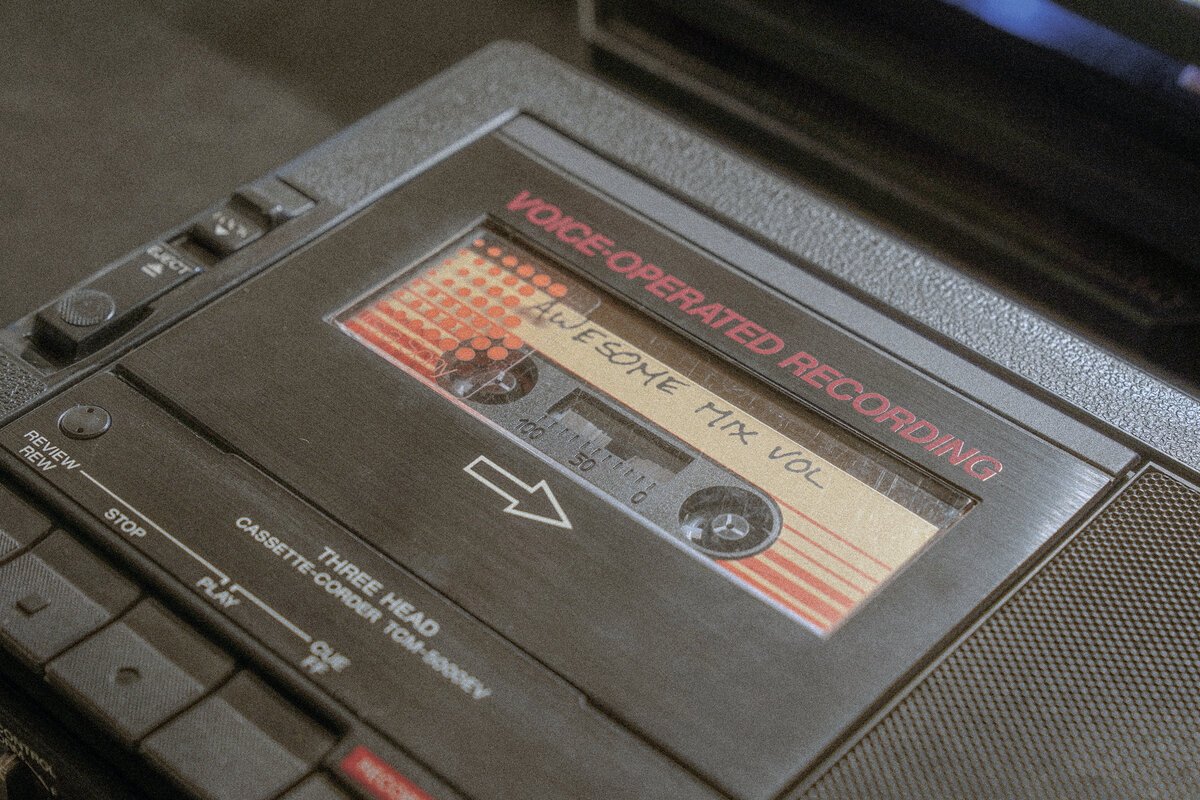 VOICE-OPERATED RECORDING
EJECT
AWESOME MIX VOL
100 50 0
REVIEW
REW
STOP
PLAY
CUE
FF
THREE HEAD
CASSETTE-CORDER TCM-5000EV